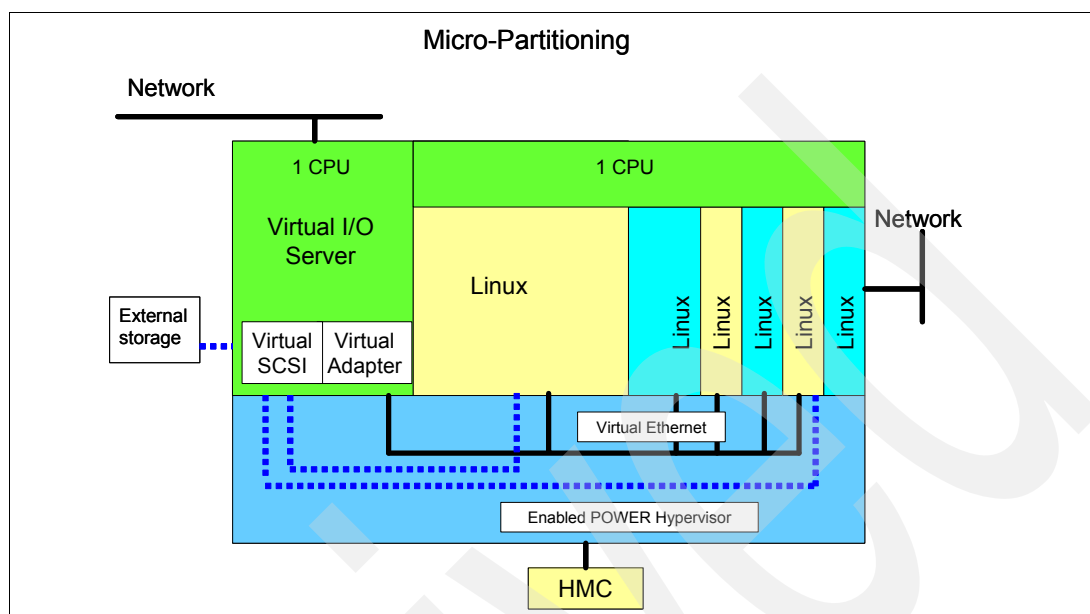 Micro-Partitioning
Network
1 CPU
1 CPU
Virtual I/O
Server
Network
Linux
Linux
Linux
Linux
Linux
Linux
External
storage
Virtual
SCSI
Virtual
Adapter
Virtual Ethernet
Enabled POWER Hypervisor
HMC